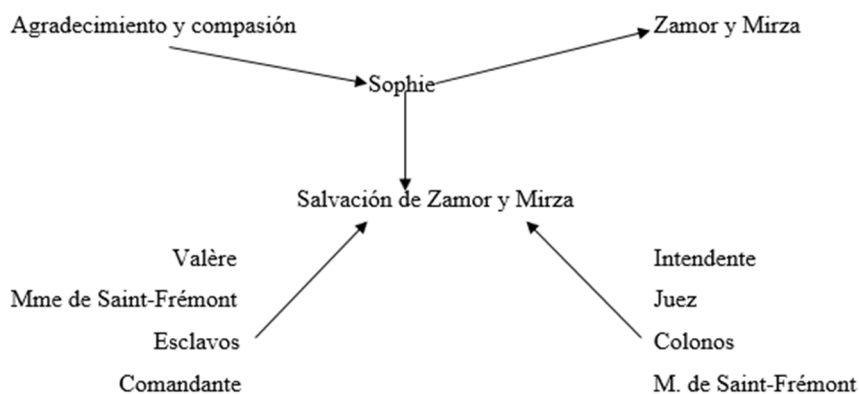 Agradecimiento y compasión
Zamor y Mirza
Sophie
Salvación de Zamor y Mirza
Valère
Intendente
Mme de Saint-Frémont
Juez
Esclavos
Colonos
Comandante
M. de Saint-Frémont